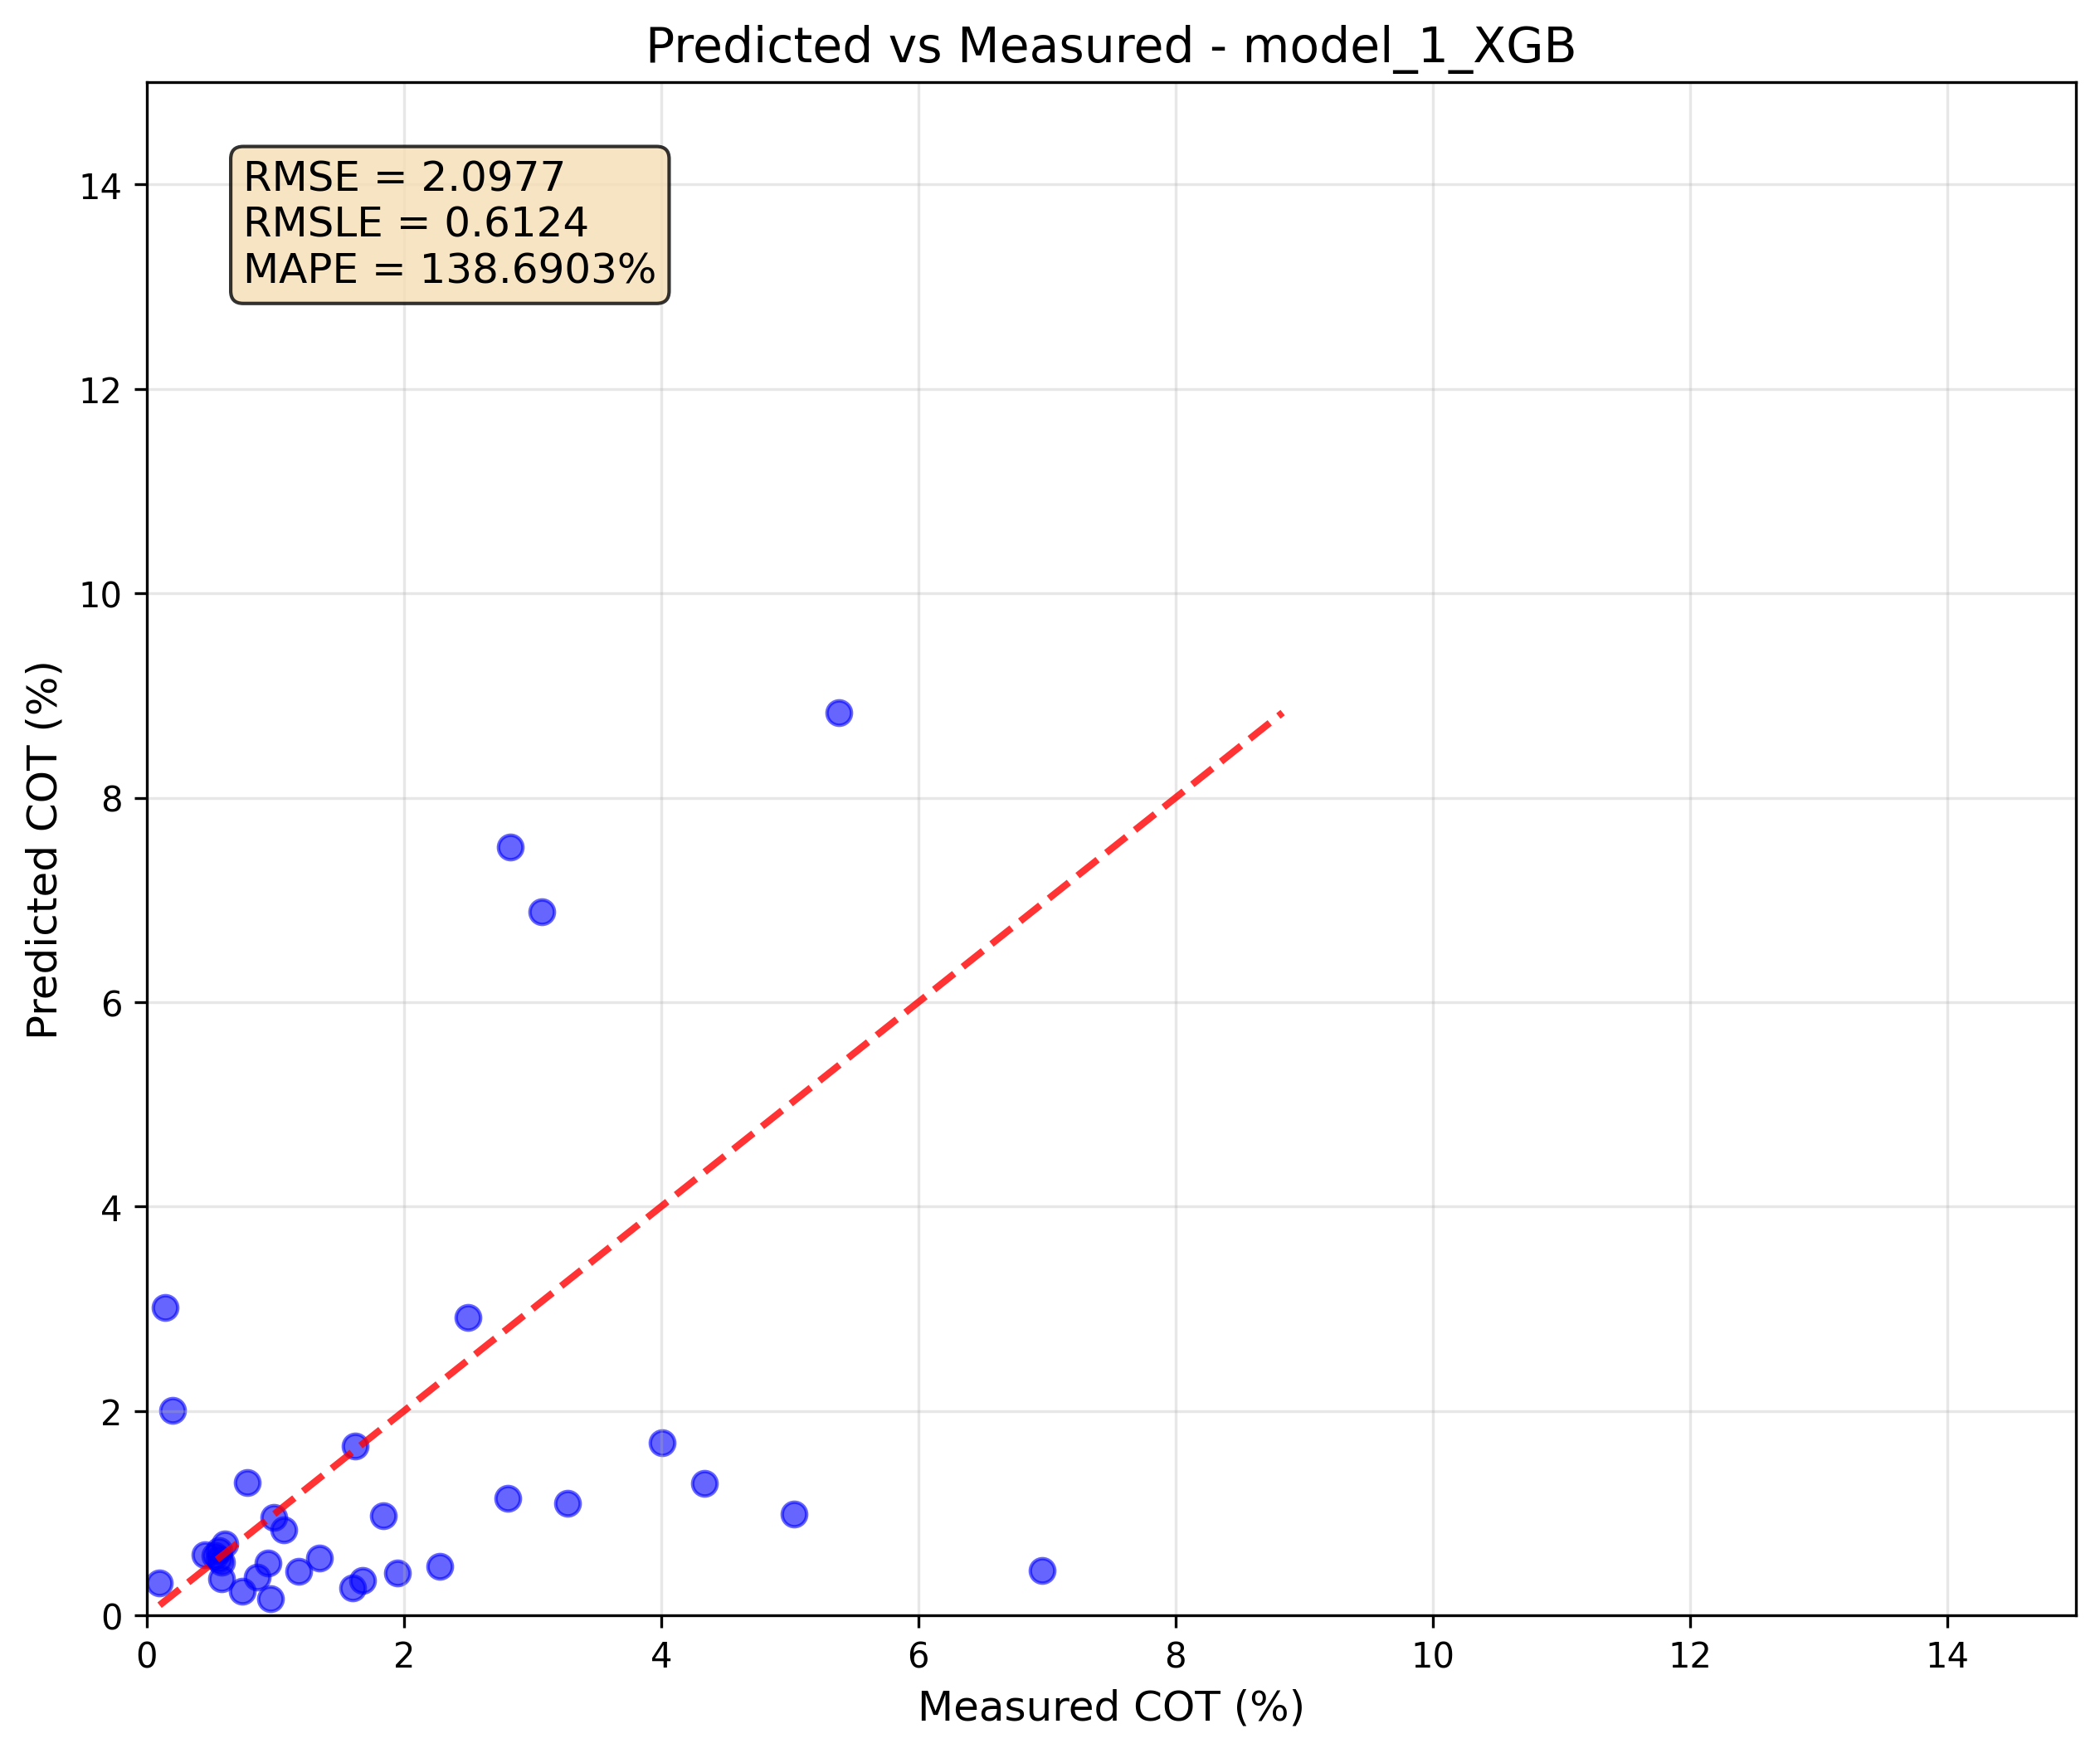 Predicted vs Measured - model_1_XGB
RMSE = 2.0977
RMSLE = 0.6124
MAPE = 138.6903%
Predicted COT (%)
14
12
10
8
6
4
2
0
0 2 4 6 8 10 12 14
Measured COT (%)